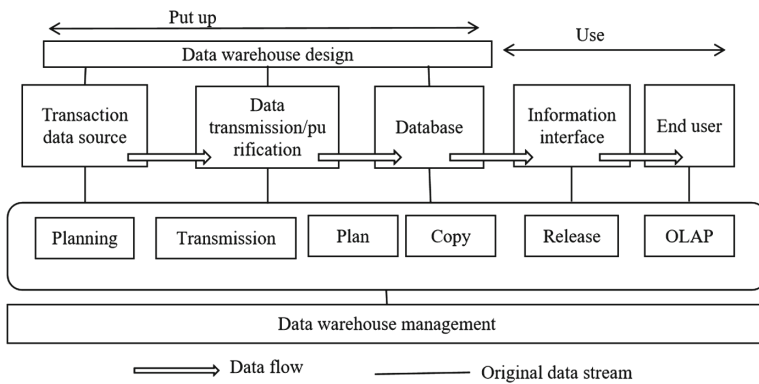 Put up
Use
Data warehouse design
Transaction
data source
Data
transmission/pu
rification
Database
Information
interface
End user
Planning
Transmission
Plan
Copy
Release
OLAP
Data warehouse management
Data flow
Original data stream